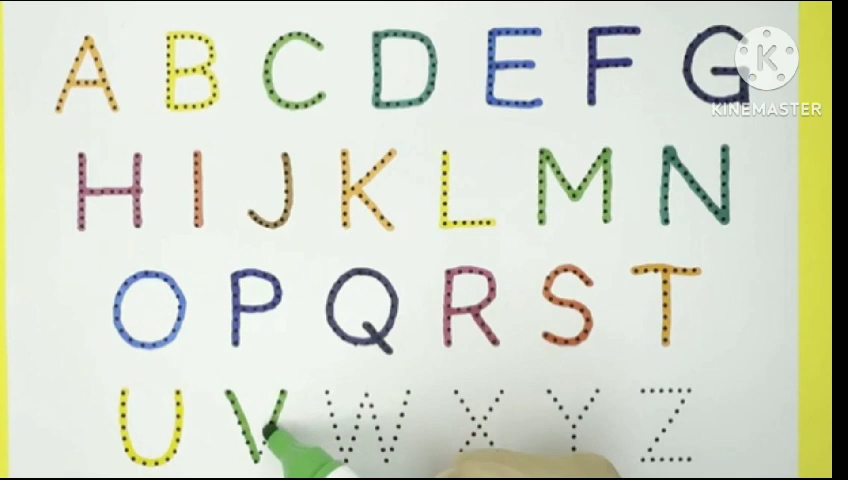 A B C D E F G
K
KINEMASTER
H I J K L M N
O P Q R S T
U V W X Y Z